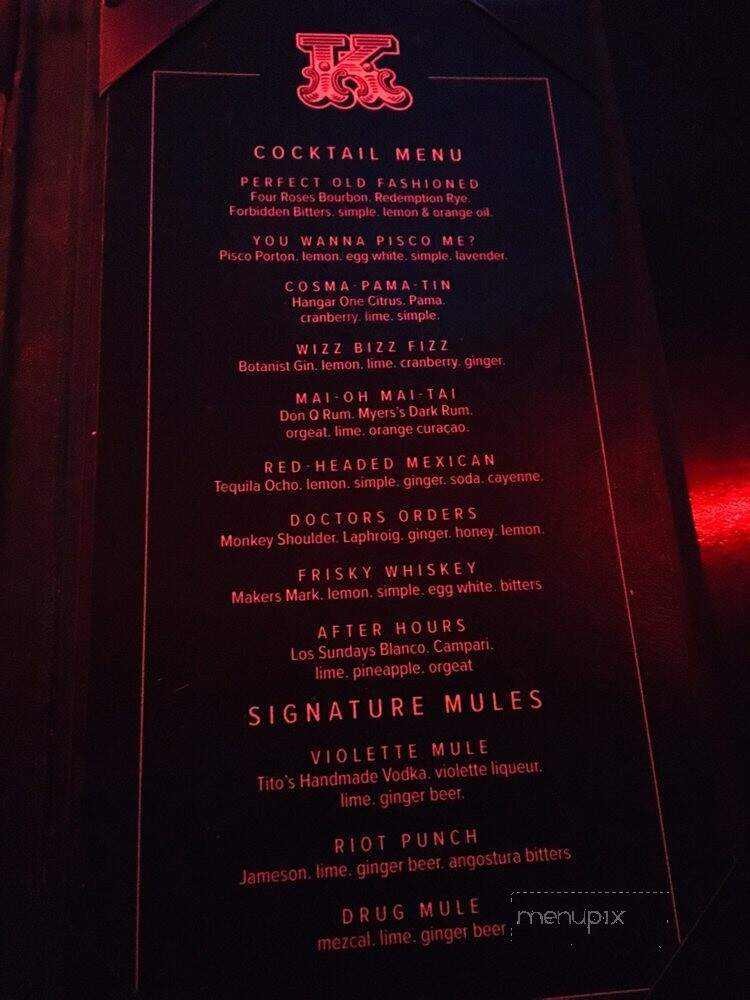 K
COCKTAIL MENU
PERFECT OLD FASHIONED
Four Roses Bourbon. Redemption Rye.
Forbidden Bitters. simple. lemon & orange oil.
YOU WANNA PISCO ME?
Pisco Porton. lemon. egg white. simple. lavender.
COSMA-PAMA-TIN
Hangar One Citrus. Pama.
cranberry. lime. simple.
WIZZ BIZZ FIZZ
Botanist Gin. lemon. lime. cranberry. ginger.
MAI-OH MAI-TAI
Don Q Rum. Myers's Dark Rum.
orgeat. lime. orange curaçao.
RED-HEADED MEXICAN
Tequila Ocho. lemon. simple. ginger. soda. cayenne.
DOCTORS ORDERS
Monkey Shoulder. Laphroig. ginger. honey. lemon.
FRISKY WHISKEY
Makers Mark. lemon. simple. egg white. bitters
AFTER HOURS
Los Sundays Blanco. Campari.
lime. pineapple. orgeat
SIGNATURE MULES
VIOLETTE MULE
Tito's Handmade Vodka. violette liqueur.
lime. ginger beer.
RIOT PUNCH
Jameson. lime. ginger beer. angostura bitters
DRUG MULE
mezcal. lime. ginger beer
menupix